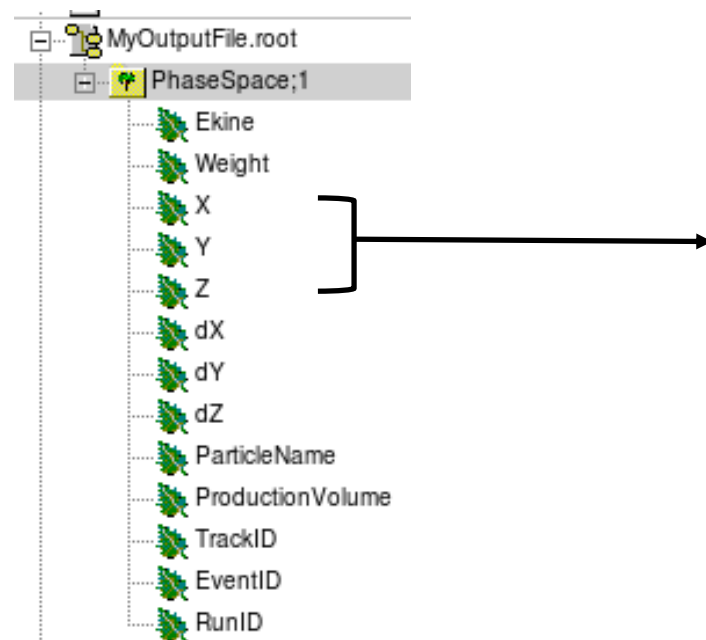 MyOutputFile.root
PhaseSpace;1
Ekine
Weight
X
Y
Z
dX
dY
dZ
ParticleName
ProductionVolume
TrackID
EventID
RunID